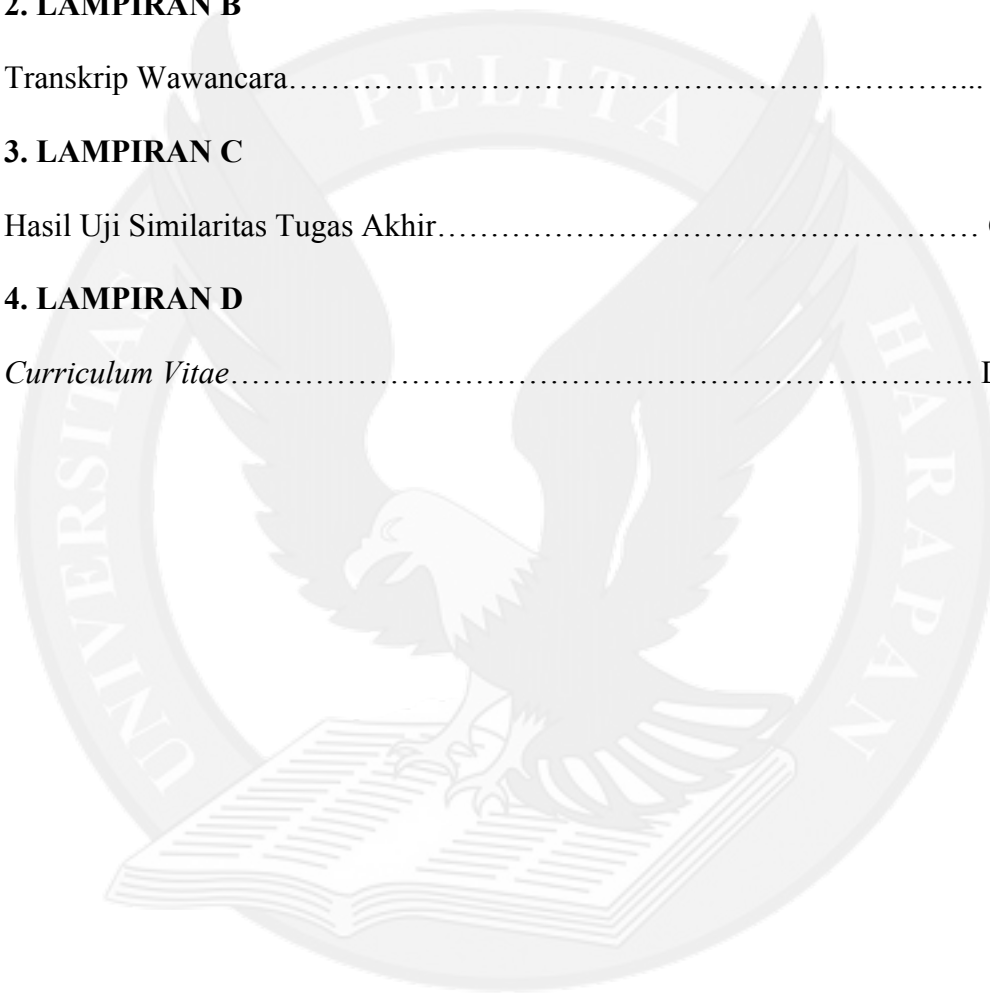 2. LAMPIRAN B
Transkrip Wawancara…………………………………………………………...
3. LAMPIRAN C
Hasil Uji Similaritas Tugas Akhir……………………………………………
4. LAMPIRAN D
Curriculum Vitae…………………………………………………………….
UNIVERSITAS PELITA HARAPAN